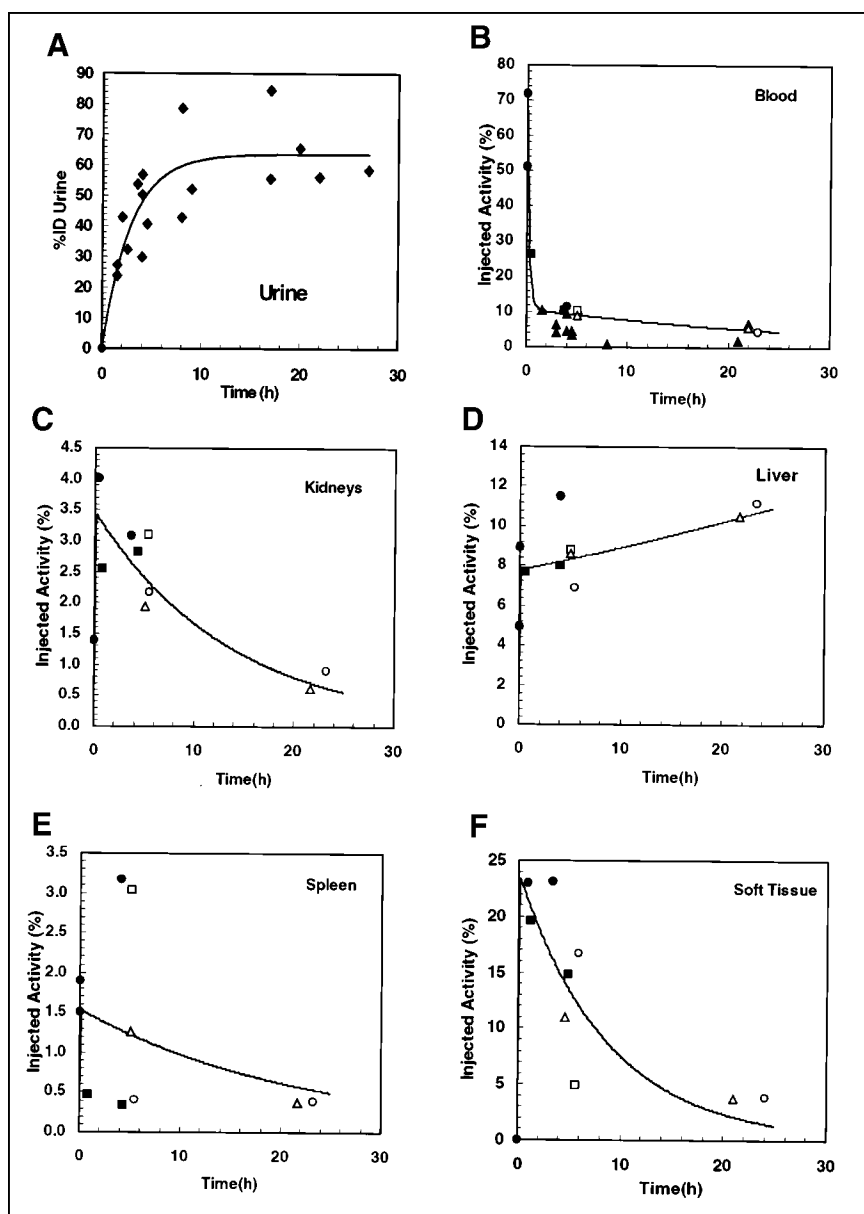 A
90
80
70
60
50
40
30
20
10
0
%ID Urine
Urine
0 10 20 30
Time(h)
B
80
70
60
50
40
30
20
10
0
Injected Activity (%)
Blood
0 10 20 30
Time(h)
C
4.5
4.0
3.5
3.0
2.5
2.0
1.5
1.0
0.5
0.0
Injected Activity (%)
Kidneys
0 10 20 30
Time(h)
D
14
12
10
8
6
4
2
0
Injected Activity (%)
Liver
0 10 20 30
Time(h)
E
3.5
3.0
2.5
2.0
1.5
1.0
0.5
0.0
Injected Activity (%)
Spleen
0 10 20 30
Time(h)
F
25
20
15
10
5
0
Injected Activity (%)
Soft Tissue
0 10 20 30
Time(h)